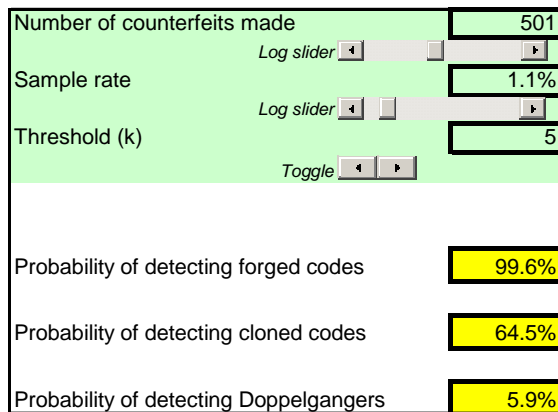 Number of counterfeits made 501
Log slider
Sample rate 1.1%
Log slider
Threshold (k) 5
Toggle
Probability of detecting forged codes 99.6%
Probability of detecting cloned codes 64.5%
Probability of detecting Doppelgangers 5.9%